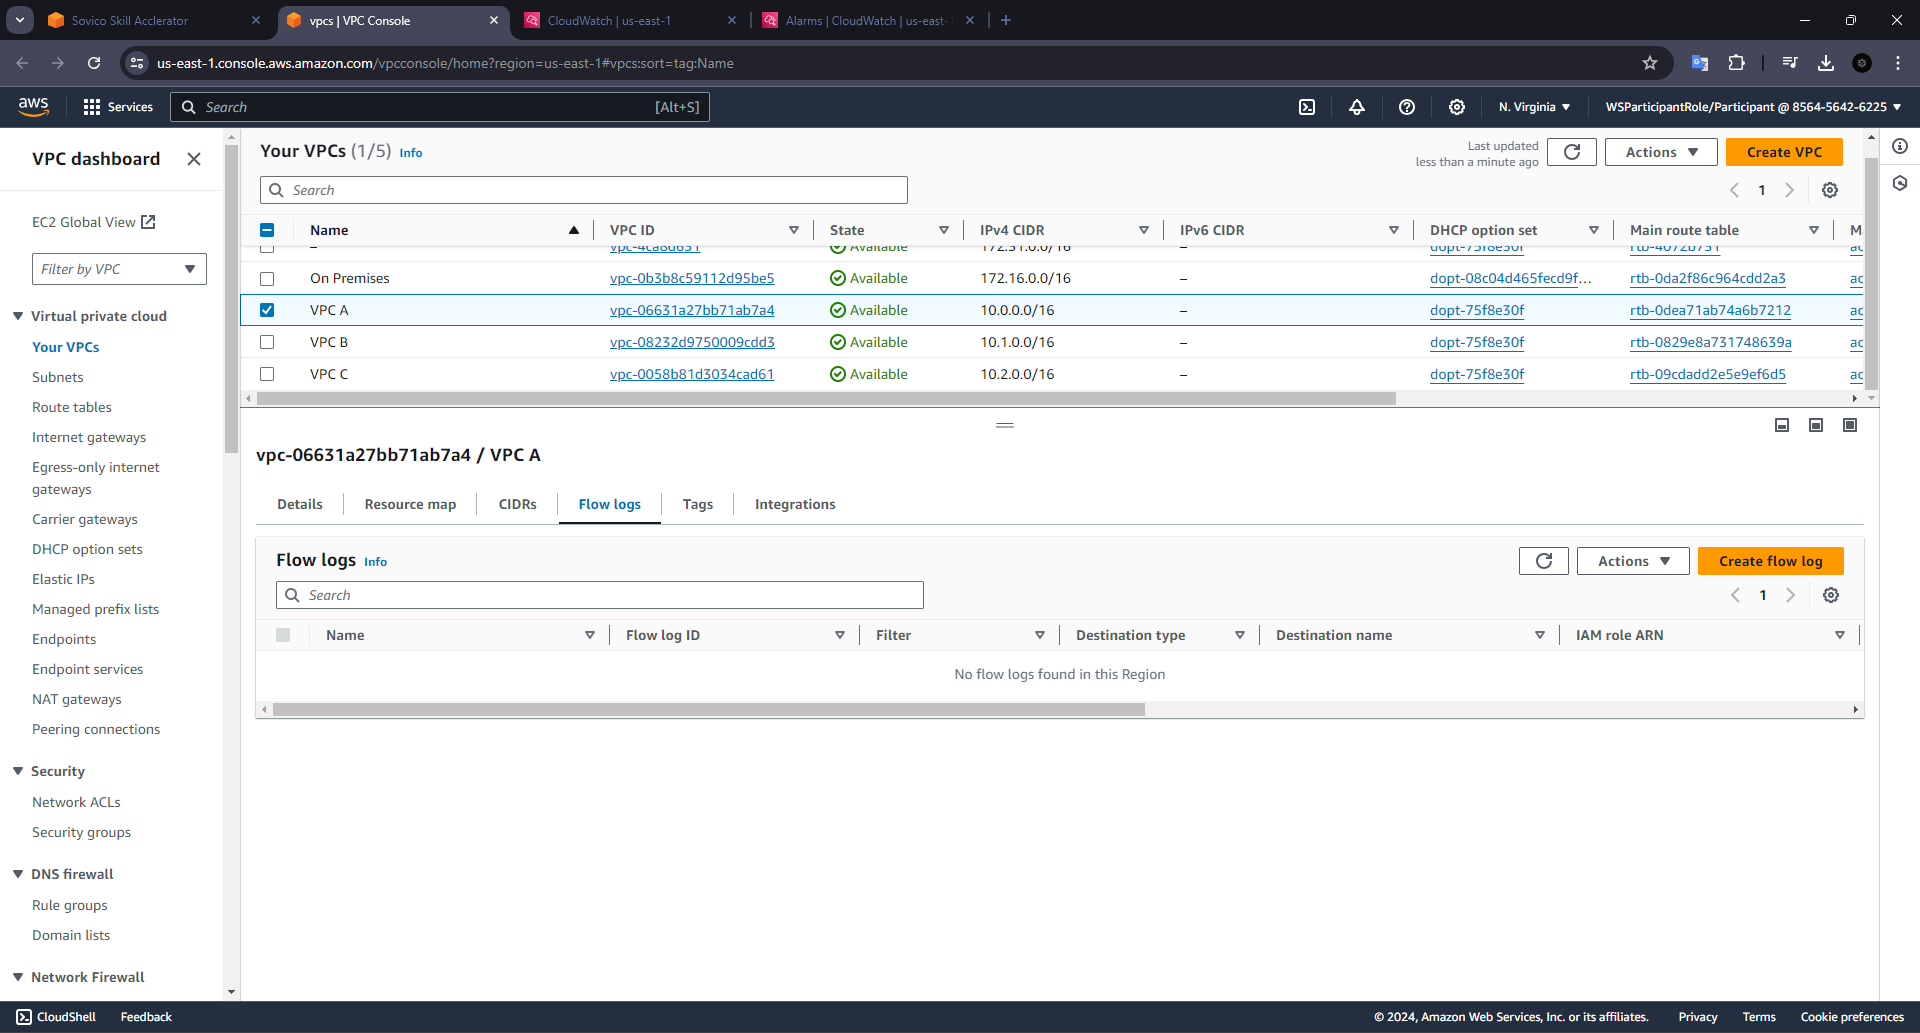 Sovico Skill Acclerator
vpcs | VPC Console
CloudWatch | us-east-1
Alarms | CloudWatch | us-east-
us-east-1.console.aws.amazon.com/vpcconsole/home?region=us-east-1#vpcs:sort=tag:Name
aws
Services
Search
[Alt+S]
N. Virginia
WSParticipantRole/Participant @ 8564-5642-6225
VPC dashboard
EC2 Global View
Filter by VPC
Virtual private cloud
Your VPCs
Subnets
Route tables
Internet gateways
Egress-only internet
gateways
Carrier gateways
DHCP option sets
Elastic IPs
Managed prefix lists
Endpoints
Endpoint services
NAT gateways
Peering connections
Security
Network ACLs
Security groups
DNS firewall
Rule groups
Domain lists
Network Firewall
Your VPCs (1/5) Info
Last updated
less than a minute ago
Actions
Create VPC
Search
1
Name VPC ID State IPv4 CIDR IPv6 CIDR DHCP option set Main route table M
– vpc-4ca8d631 Available 172.31.0.0/16 – dopt-75f8e30f rtb-4072b751 ac
On Premises vpc-0b3b8c59112d95be5 Available 172.16.0.0/16 – dopt-08c04d465fecd9f... rtb-0da2f86c964cdd2a3
VPC A vpc-06631a27bb71ab7a4 Available 10.0.0.0/16 – dopt-75f8e30f rtb-0dea71ab74a6b7212 ac
VPC B vpc-08232d9750009cdd3 Available 10.1.0.0/16 – dopt-75f8e30f rtb-0829e8a731748639a ac
VPC C vpc-0058b81d3034cad61 Available 10.2.0.0/16 – dopt-75f8e30f rtb-09cdadd2e5e9ef6d5 ac
vpc-06631a27bb71ab7a4 / VPC A
Details
Resource map
CIDRs
Flow logs
Tags
Integrations
Flow logs Info
Actions
Create flow log
Search
1
Name Flow log ID Filter Destination type Destination name IAM role ARN
No flow logs found in this Region
CloudShell
Feedback
© 2024, Amazon Web Services, Inc. or its affiliates.
Privacy
Terms
Cookie preferences